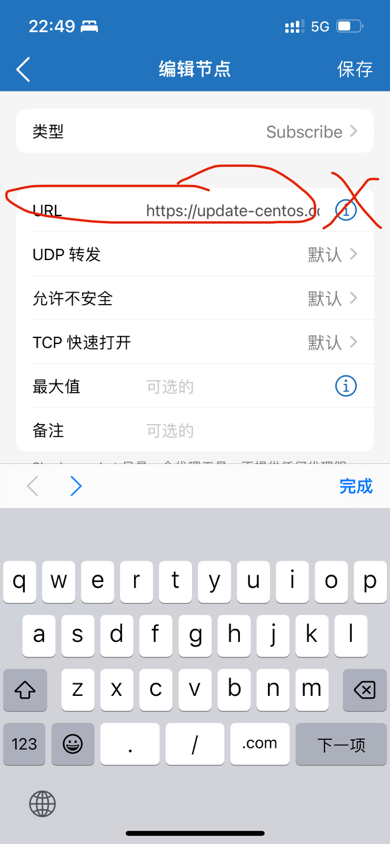 22:49 5G
编辑节点 保存
类型 Subscribe
URL https://update-centos.c
UDP 转发 默认
允许不安全 默认
TCP 快速打开 默认
最大值 可选的
备注 可选的
完成
q w e r t y u i o p
a s d f g h j k l
z x c v b n m
123 . / .com 下一项